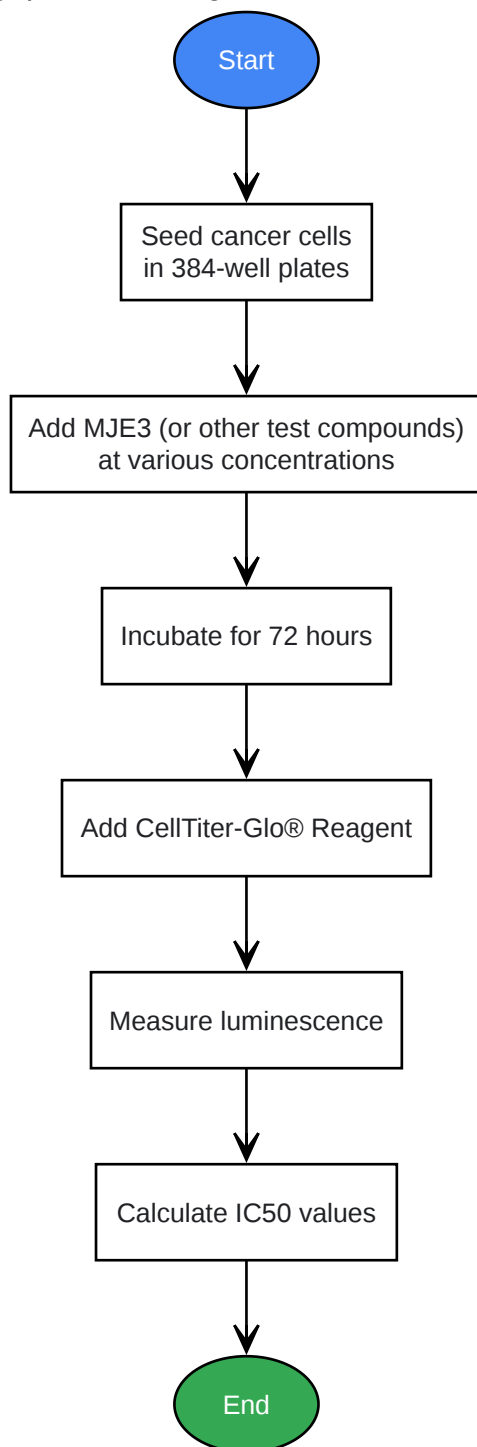 Start
Seed cancer cells
in 384-well plates
Add MJE3 (or other test compounds)
at various concentrations
Incubate for 72 hours
Add CellTiter-Glo® Reagent
Measure luminescence
Calculate IC50 values
End